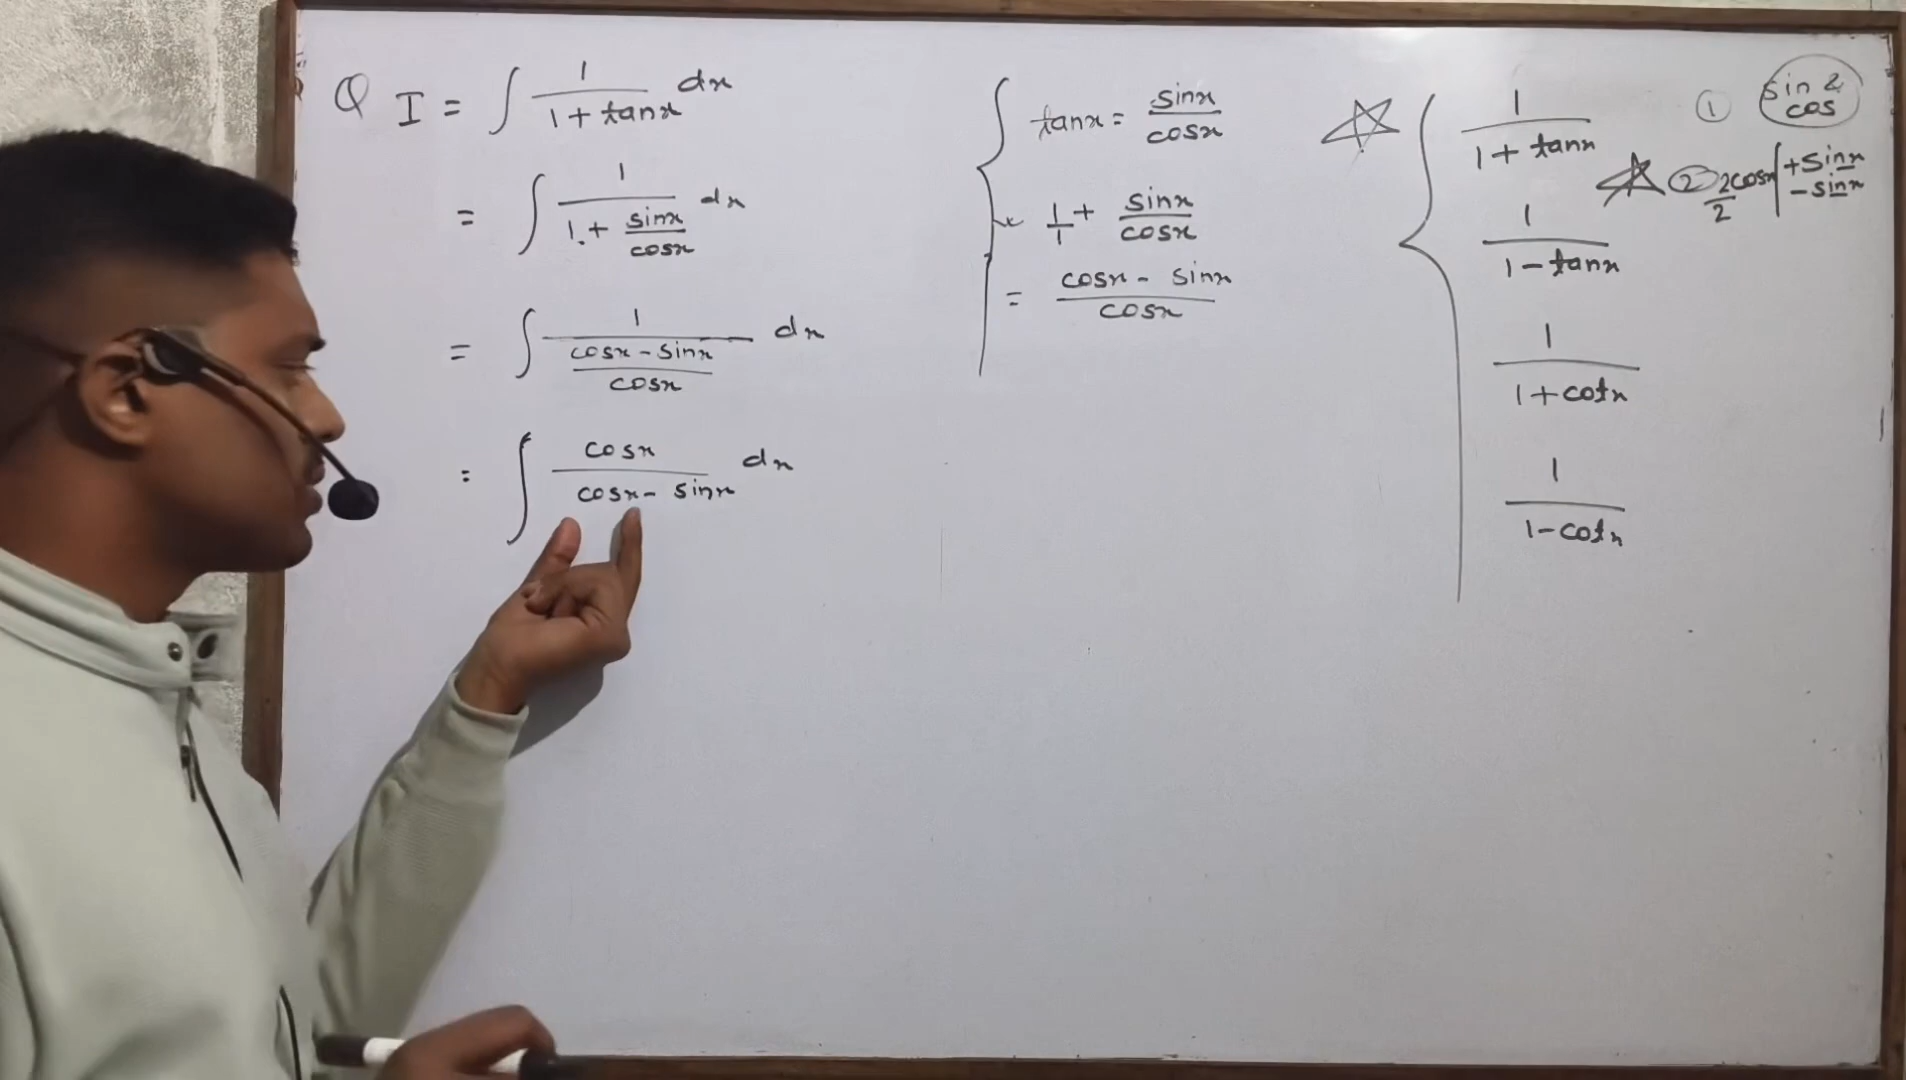 Q I = ∫ 1/(1 + tanx) dx
= ∫ 1/(1 + sinx/cosx) dx
= ∫ 1/((cosx - sinx)/cosx) dx
= ∫ cosx/(cosx - sinx) dx
tanx = sinx/cosx
1/1 + sinx/cosx
= (cosx - sinx)/cosx
1/(1 + tanx)
1/(1 - tanx)
1/(1 + cotx)
1/(1 - cotx)
① sin &
cos
② 2cosx/2 | + sinx
- sinx